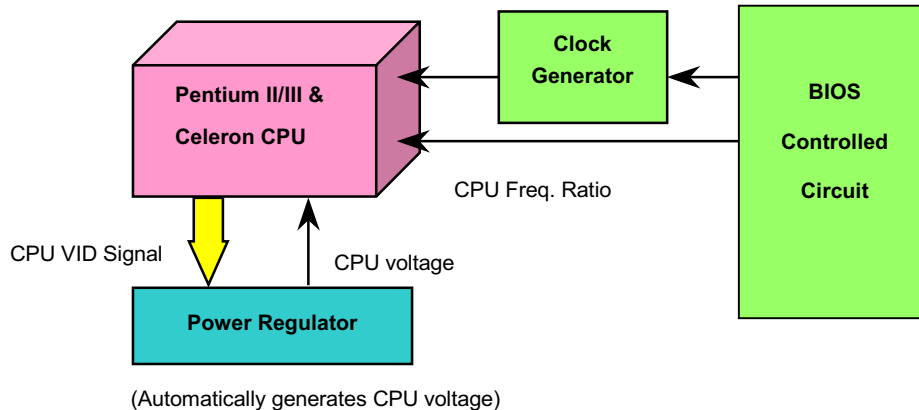 Clock
Generator
BIOS
Controlled
Circuit
Pentium II/III &
Celeron CPU
CPU Freq. Ratio
CPU VID Signal
CPU voltage
Power Regulator
(Automatically generates CPU voltage)